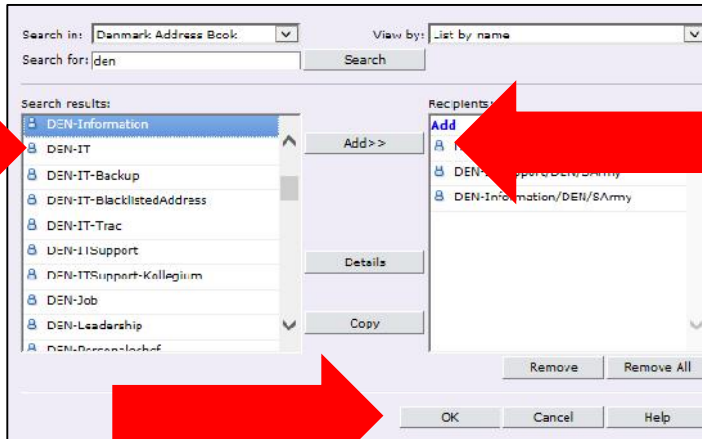 Search in: Danmark Address Book
View by: List by name
Search for: den
Search
Search results:
Recipients:
DEN-Information
DEN-IT
DEN-IT-Backup
DEN-IT-BlacklistedAddress
DEN-IT-Trac
DEN-ITSupport
DEN-ITSupport-Kollegium
DEN-Job
DEN-Leadership
Add>>
Details
Copy
Add
DEN-Information/DEN/SArmy
Remove
Remove All
OK
Cancel
Help